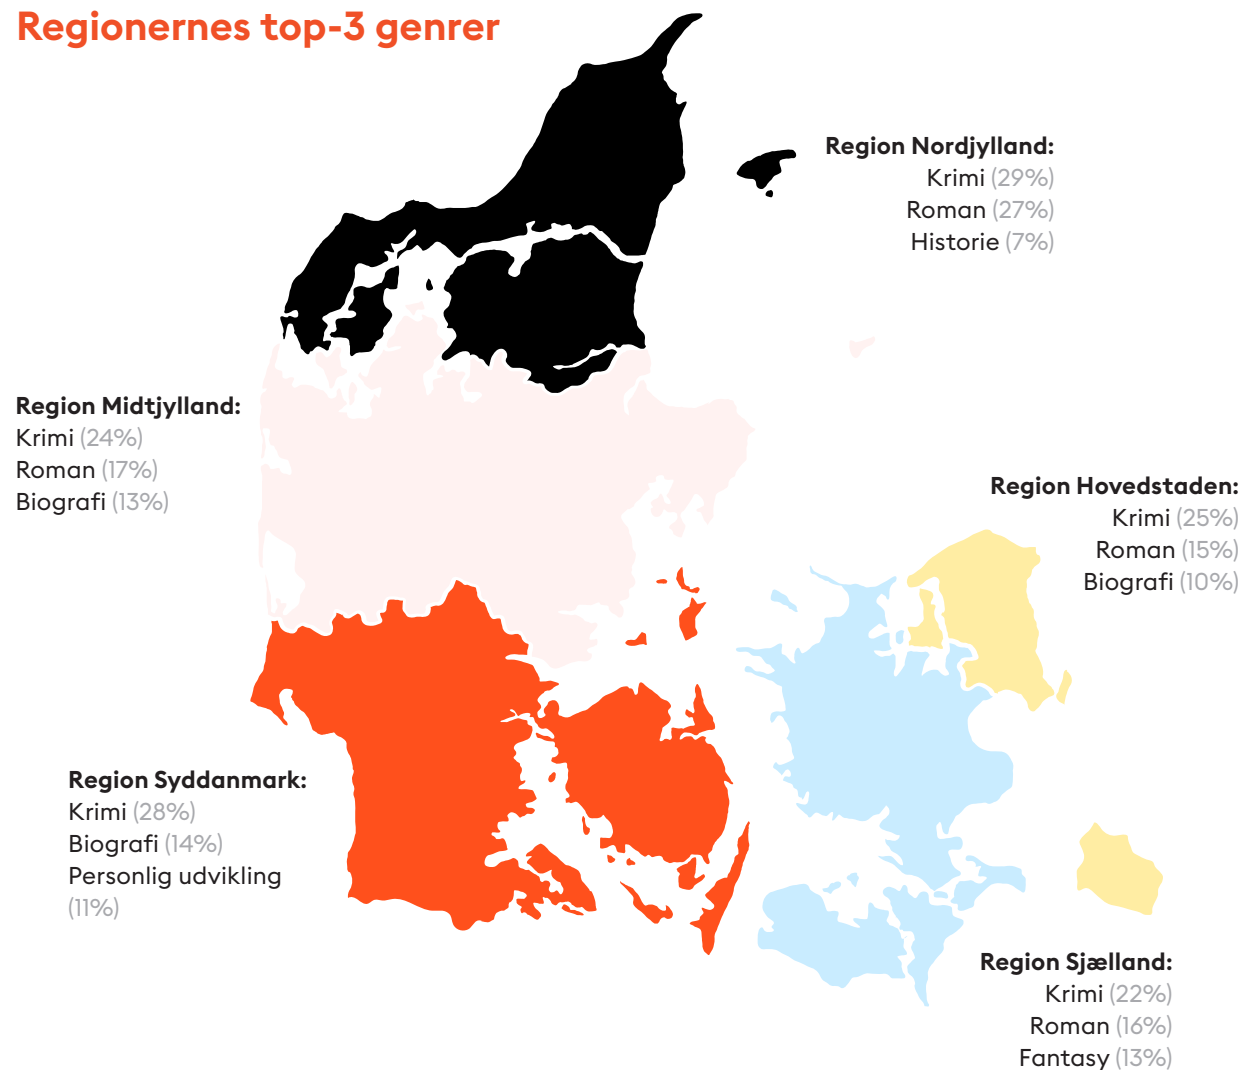 Regionernes top-3 genrer
Region Nordjylland:
Krimi (29%)
Roman (27%)
Historie (7%)
Region Midtjylland:
Krimi (24%)
Roman (17%)
Biografi (13%)
Region Hovedstaden:
Krimi (25%)
Roman (15%)
Biografi (10%)
Region Syddanmark:
Krimi (28%)
Biografi (14%)
Personlig udvikling
(11%)
Region Sjælland:
Krimi (22%)
Roman (16%)
Fantasy (13%)